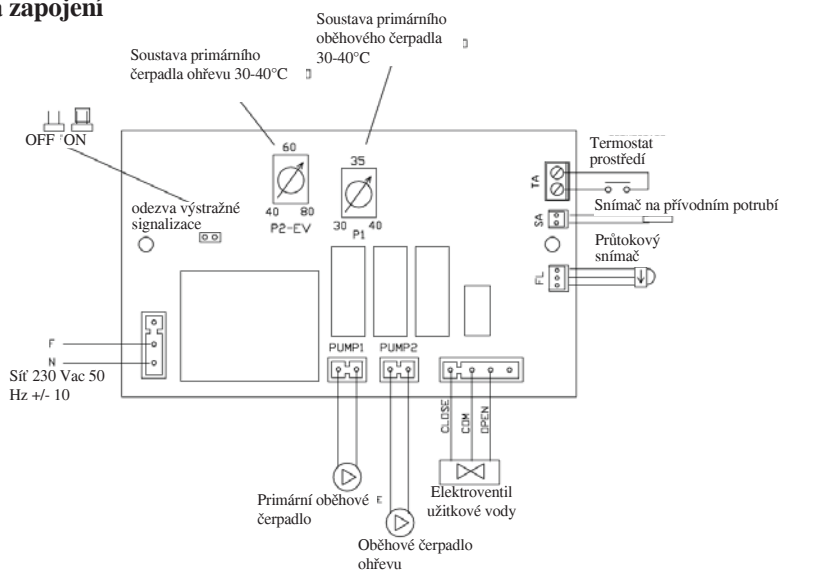 zapojení
Soustava primárního
oběhového čerpadla
30-40°C
Soustava primárního
čerpadla ohřevu 30-40°C
OFF ON
60
40 80
P2-EV
35
30 40
P1
odezva výstražné
signalizace
TA
Termostat
prostředí
SA
Snímač na přívodním potrubí
FL
Průtokový
snímač
F
N
Síť 230 Vac 50
Hz +/- 10
PUMP1 PUMP2
CLOSE
COM
OPEN
Primární oběhové
čerpadlo
E
Elektroventil
užitkové vody
Oběhové čerpadlo
ohřevu